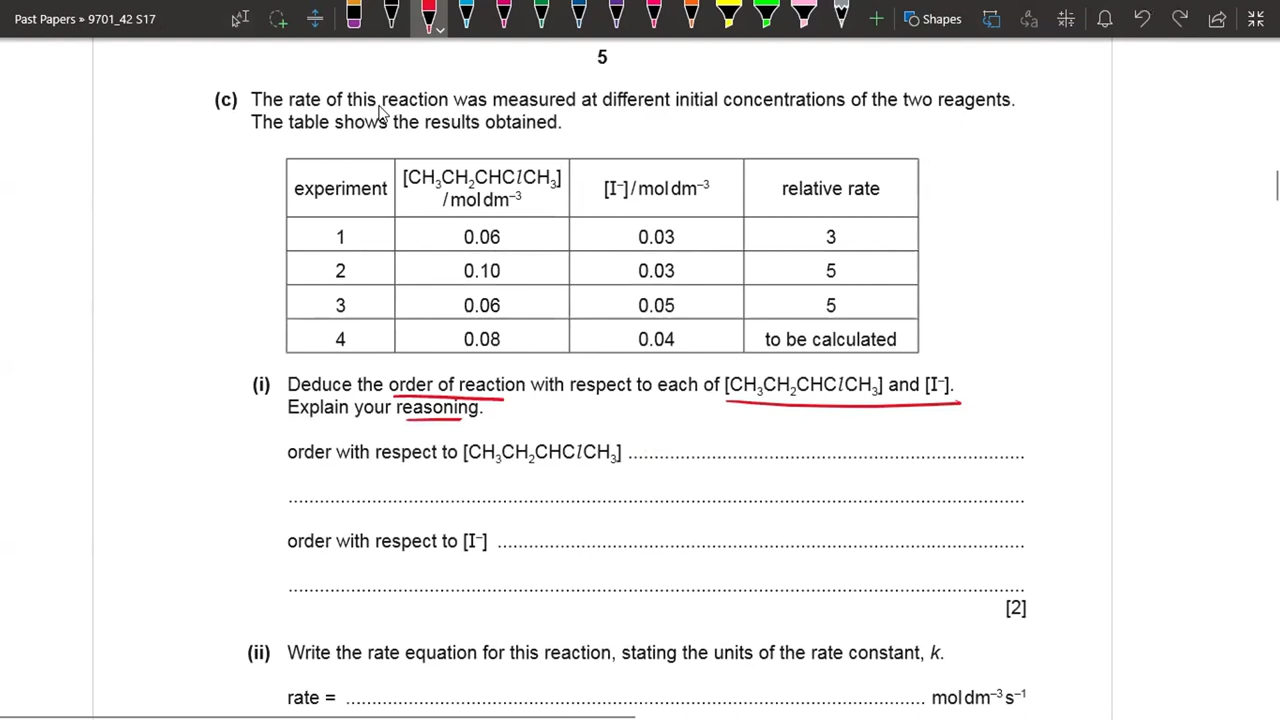 Past Papers » 9701_42 S17
Shapes
5
(c) The rate of this reaction was measured at different initial concentrations of the two reagents.
The table shows the results obtained.
experiment [CH₃CH₂CHClCH₃] /mol dm⁻³ [I⁻]/mol dm⁻³ relative rate
1 0.06 0.03 3
2 0.10 0.03 5
3 0.06 0.05 5
4 0.08 0.04 to be calculated
(i) Deduce the order of reaction with respect to each of [CH₃CH₂CHClCH₃] and [I⁻].
Explain your reasoning.
order with respect to [CH₃CH₂CHClCH₃] ......................................................................
..............................................................................................................................
order with respect to [I⁻] ...........................................................................................
..............................................................................................................................
[2]
(ii) Write the rate equation for this reaction, stating the units of the rate constant, k.
rate = .................................................................................................... mol dm⁻³ s⁻¹